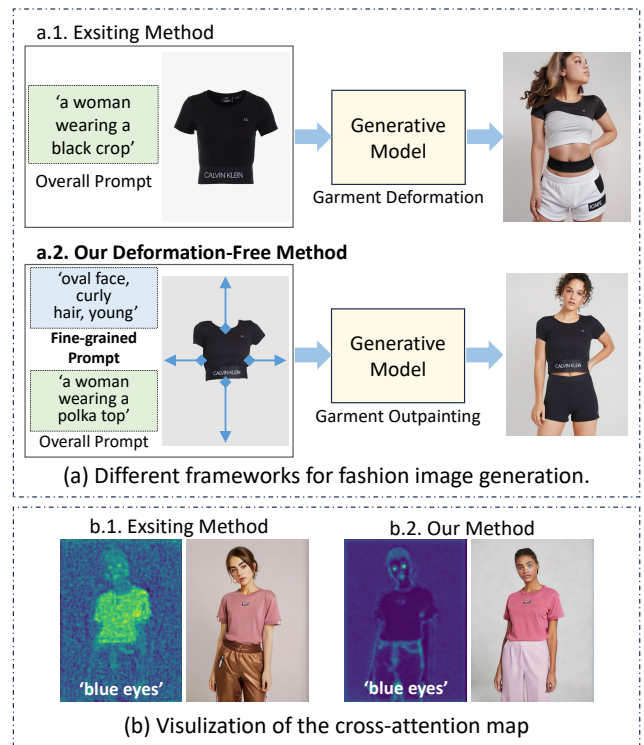 a.1. Exsiting Method
‘a woman
wearing a
black crop’
Overall Prompt
CALVIN KLEIN
Generative
Model
Garment Deformation
a.2. Our Deformation-Free Method
‘oval face,
curly
hair, young’
Fine-grained
Prompt
‘a woman
wearing a
polka top’
Overall Prompt
CALVIN KLEIN
Generative
Model
Garment Outpainting
(a) Different frameworks for fashion image generation.
b.1. Exsiting Method
b.2. Our Method
‘blue eyes’
‘blue eyes’
(b) Visulization of the cross-attention map